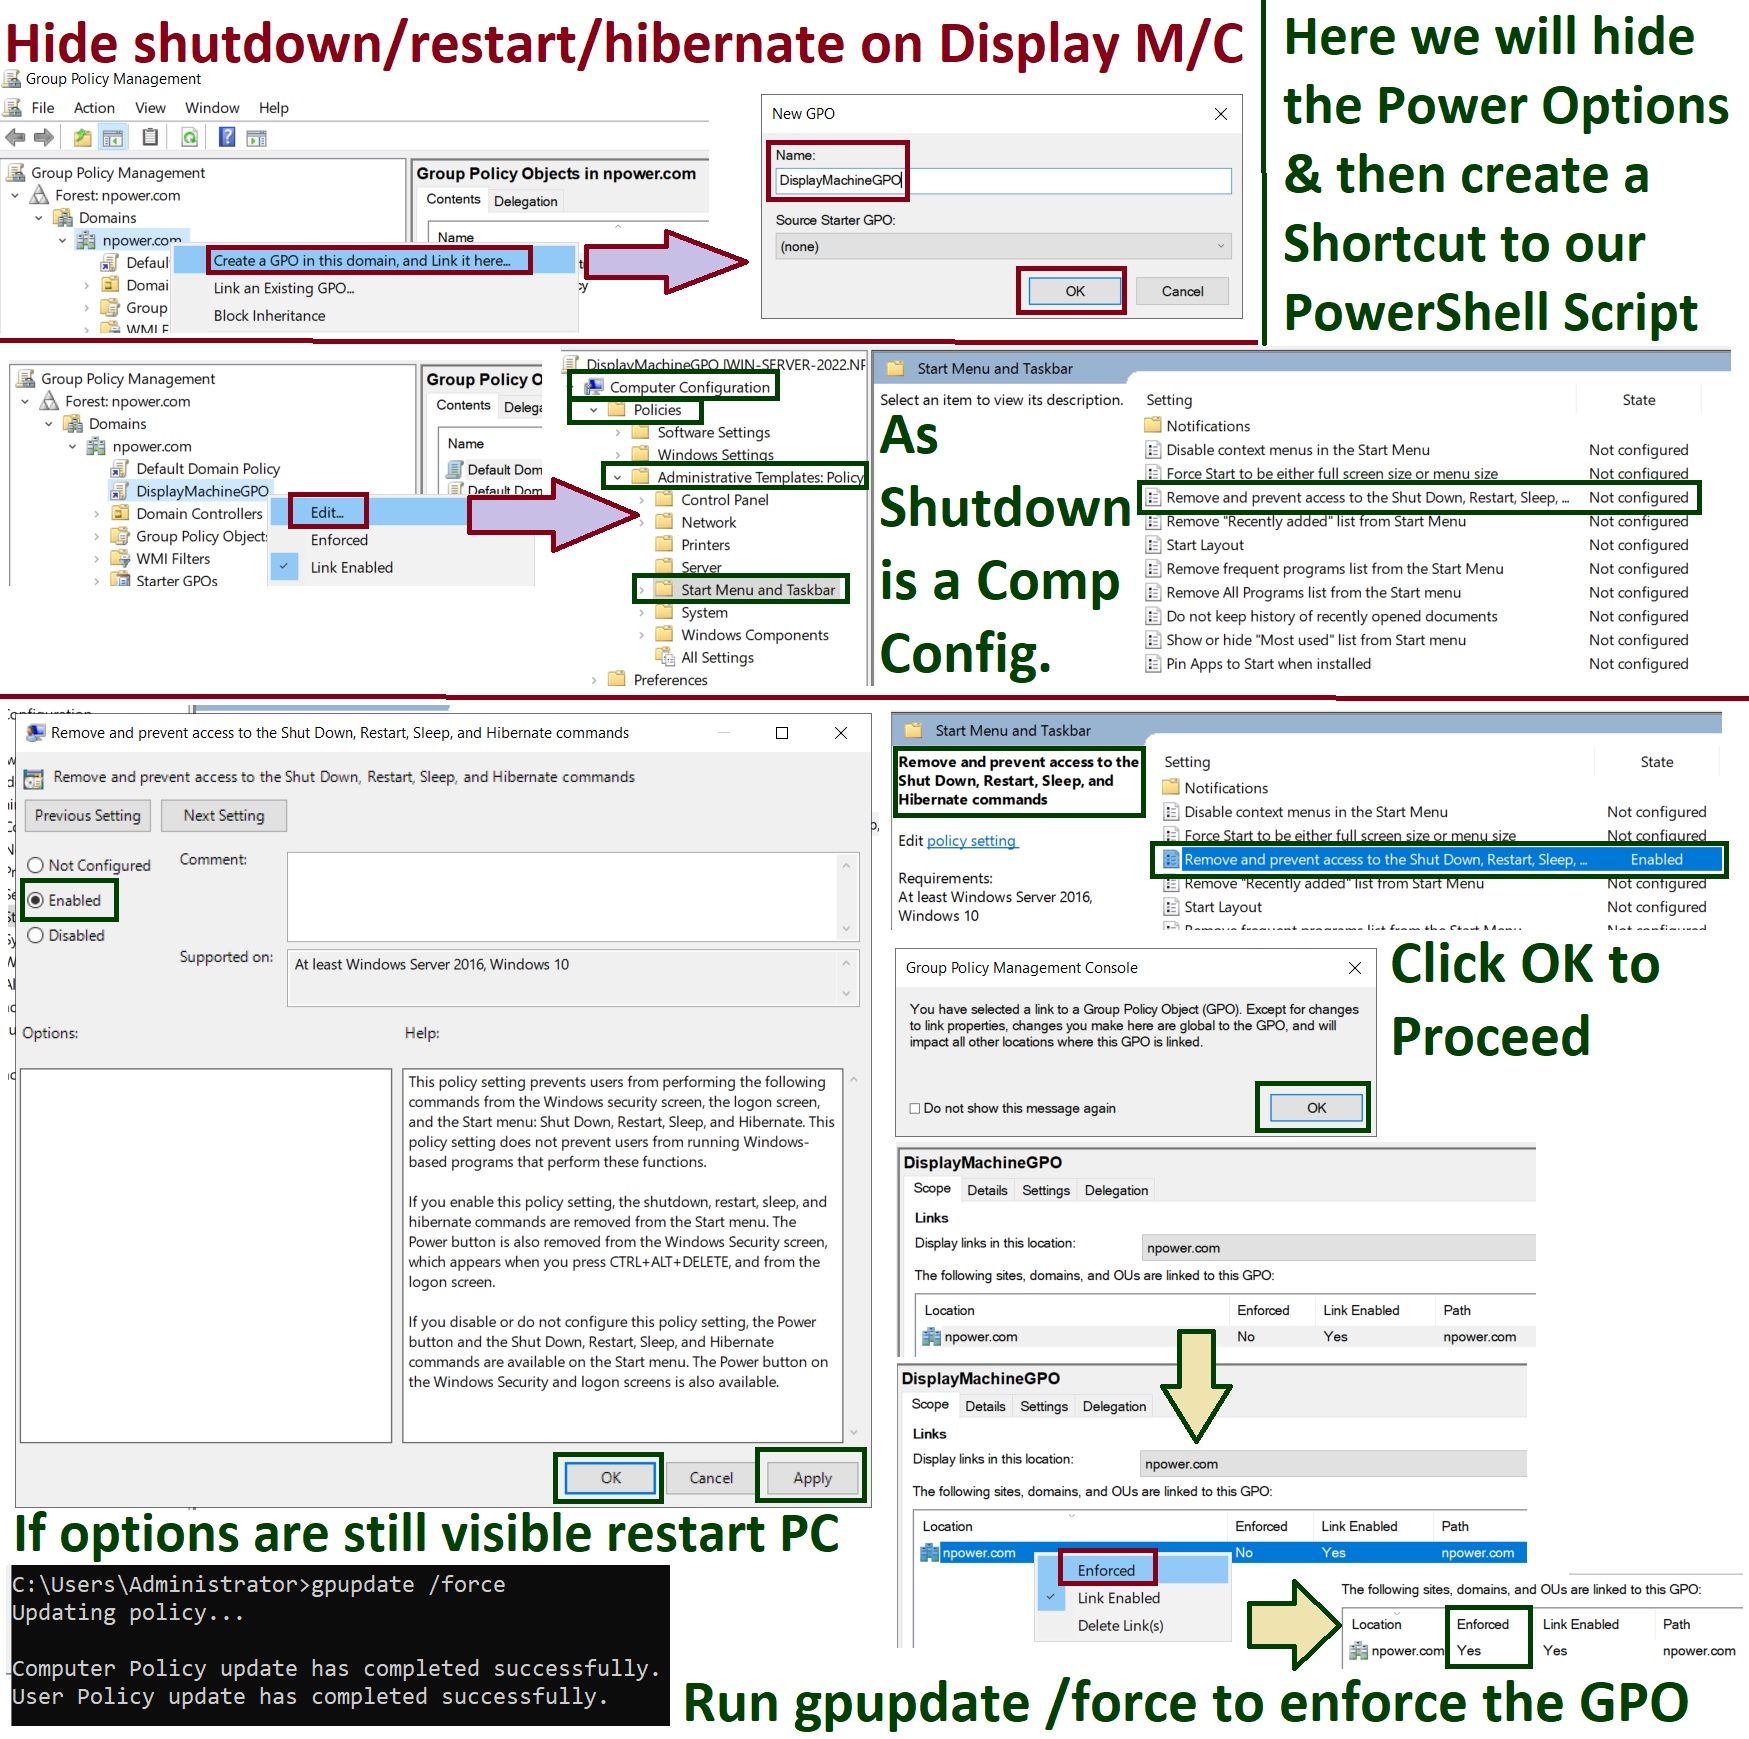 Hide shutdown/restart/hibernate on Display M/C
Here we will hide
the Power Options
& then create a
Shortcut to our
PowerShell Script
Group Policy Management
File Action View Window Help
Group Policy Management
Forest: npower.com
Domains
npower.com
Defaul
Domai
Group
WMI F
Create a GPO in this domain, and Link it here...
Link an Existing GPO...
Block Inheritance
Group Policy Objects in npower.com
Contents Delegation
Name
New GPO
Name:
DisplayMachineGPO
Source Starter GPO:
(none)
OK Cancel
Group Policy Management
Forest: npower.com
Domains
npower.com
Default Domain Policy
DisplayMachineGPO
Domain Controllers
Group Policy Objects
WMI Filters
Starter GPOs
Edit...
Enforced
Link Enabled
Group Policy O
Contents Delega
Name
Default Dom
Default Dom
DisplayMachineGPO [WIN-SERVER-2022.NP
Computer Configuration
Policies
Software Settings
Windows Settings
Administrative Templates: Policy
Control Panel
Network
Printers
Server
Start Menu and Taskbar
System
Windows Components
All Settings
Preferences
Start Menu and Taskbar
Select an item to view its description.
As
Shutdown
is a Comp
Config.
Setting State
Notifications
Disable context menus in the Start Menu Not configured
Force Start to be either full screen size or menu size Not configured
Remove and prevent access to the Shut Down, Restart, Sleep, ... Not configured
Remove "Recently added" list from Start Menu Not configured
Start Layout Not configured
Remove frequent programs list from the Start Menu Not configured
Remove All Programs list from the Start menu Not configured
Do not keep history of recently opened documents Not configured
Show or hide "Most used" list from Start menu Not configured
Pin Apps to Start when installed Not configured
Remove and prevent access to the Shut Down, Restart, Sleep, and Hibernate commands
Remove and prevent access to the Shut Down, Restart, Sleep, and Hibernate commands
Previous Setting Next Setting
Not Configured
Enabled
Disabled
Comment:
Supported on:
At least Windows Server 2016, Windows 10
Options:
Help:
This policy setting prevents users from performing the following
commands from the Windows security screen, the logon screen,
and the Start menu: Shut Down, Restart, Sleep, and Hibernate. This
policy setting does not prevent users from running Windows-
based programs that perform these functions.
If you enable this policy setting, the shutdown, restart, sleep, and
hibernate commands are removed from the Start menu. The
Power button is also removed from the Windows Security screen,
which appears when you press CTRL+ALT+DELETE, and from the
logon screen.
If you disable or do not configure this policy setting, the Power
button and the Shut Down, Restart, Sleep, and Hibernate
commands are available on the Start menu. The Power button on
the Windows Security and logon screens is also available.
OK Cancel Apply
Start Menu and Taskbar
Remove and prevent access to the
Shut Down, Restart, Sleep, and
Hibernate commands
Edit policy setting
Requirements:
At least Windows Server 2016,
Windows 10
Setting State
Notifications
Disable context menus in the Start Menu Not configured
Force Start to be either full screen size or menu size Not configured
Remove and prevent access to the Shut Down, Restart, Sleep, ... Enabled
Remove "Recently added" list from Start Menu Not configured
Start Layout Not configured
Remove frequent programs list from the Start Menu Not configured
Group Policy Management Console
You have selected a link to a Group Policy Object (GPO). Except for changes
to link properties, changes you make here are global to the GPO, and will
impact all other locations where this GPO is linked.
Do not show this message again
OK
Click OK to
Proceed
DisplayMachineGPO
Scope Details Settings Delegation
Links
Display links in this location: npower.com
The following sites, domains, and OUs are linked to this GPO:
Location Enforced Link Enabled Path
npower.com No Yes npower.com
DisplayMachineGPO
Scope Details Settings Delegation
Links
Display links in this location: npower.com
The following sites, domains, and OUs are linked to this GPO:
Location Enforced Link Enabled Path
npower.com No Yes npower.com
Enforced
Link Enabled
Delete Link(s)
The following sites, domains, and OUs are linked to this GPO:
Location Enforced Link Enabled Path
npower.com Yes Yes npower.com
If options are still visible restart PC
C:\Users\Administrator>gpupdate /force
Updating policy...
Computer Policy update has completed successfully.
User Policy update has completed successfully.
Run gpupdate /force to enforce the GPO